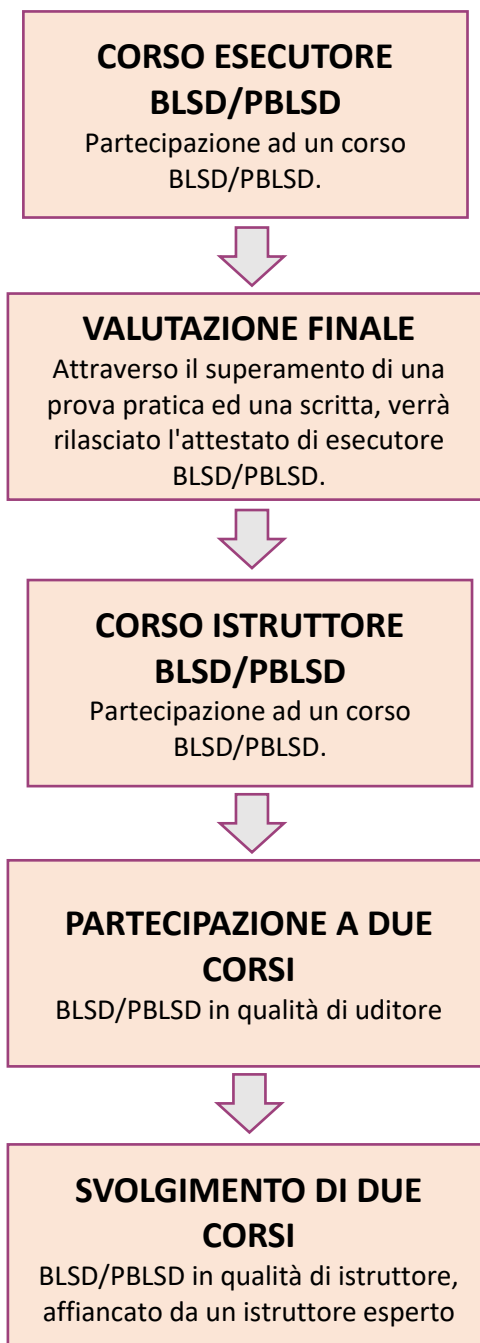 CORSO ESECUTORE
BLSD/PBLSD
Partecipazione ad un corso
BLSD/PBLSD.
VALUTAZIONE FINALE
Attraverso il superamento di una
prova pratica ed una scritta, verrà
rilasciato l'attestato di esecutore
BLSD/PBLSD.
CORSO ISTRUTTORE
BLSD/PBLSD
Partecipazione ad un corso
BLSD/PBLSD.
PARTECIPAZIONE A DUE
CORSI
BLSD/PBLSD in qualità di uditore
SVOLGIMENTO DI DUE
CORSI
BLSD/PBLSD in qualità di istruttore,
affiancato da un istruttore esperto